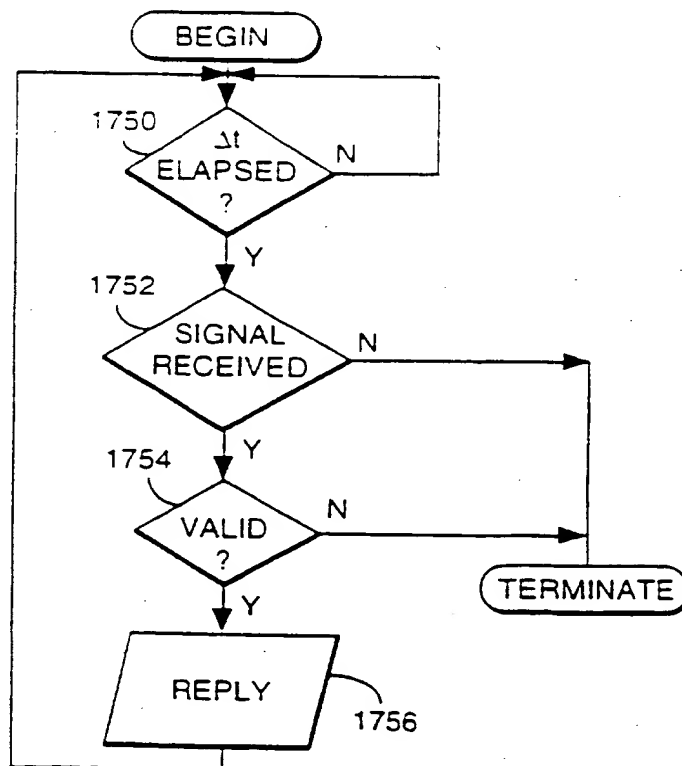 BEGIN
1750
Δt
ELAPSED
?
N
Y
1752
SIGNAL
RECEIVED
N
Y
1754
VALID
?
N
Y
TERMINATE
REPLY
1756